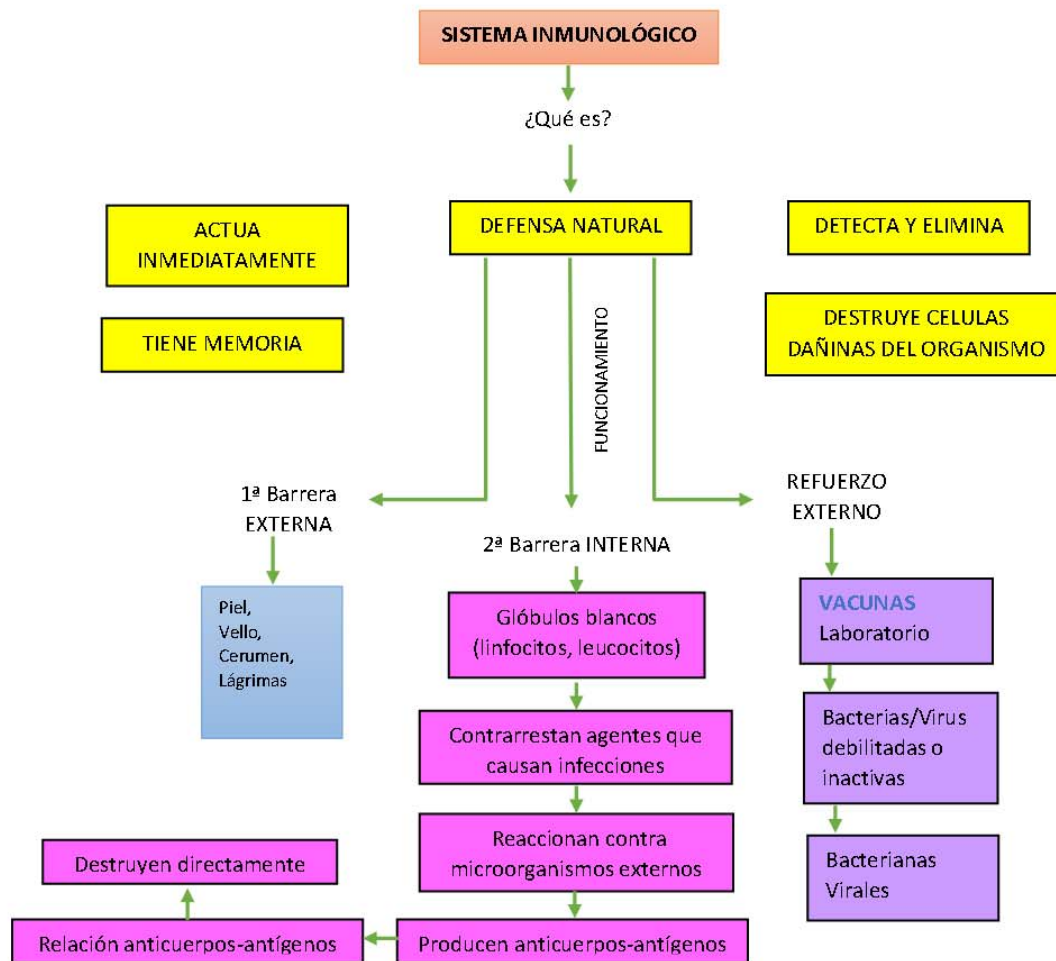 SISTEMA INMUNOLÓGICO
¿Qué es?
ACTUA
INMEDIATAMENTE
DEFENSA NATURAL
DETECTA Y ELIMINA
TIENE MEMORIA
DESTRUYE CELULAS
DAÑINAS DEL ORGANISMO
FUNCIONAMIENTO
1ª Barrera
EXTERNA
2ª Barrera INTERNA
REFUERZO
EXTERNO
Piel,
Vello,
Cerumen,
Lágrimas
Glóbulos blancos
(linfocitos, leucocitos)
Contrarrestan agentes que
causan infecciones
Reaccionan contra
microorganismos externos
Producen anticuerpos-antígenos
Relación anticuerpos-antígenos
Destruyen directamente
VACUNAS
Laboratorio
Bacterias/Virus
debilitadas o
inactivas
Bacterianas
Virales